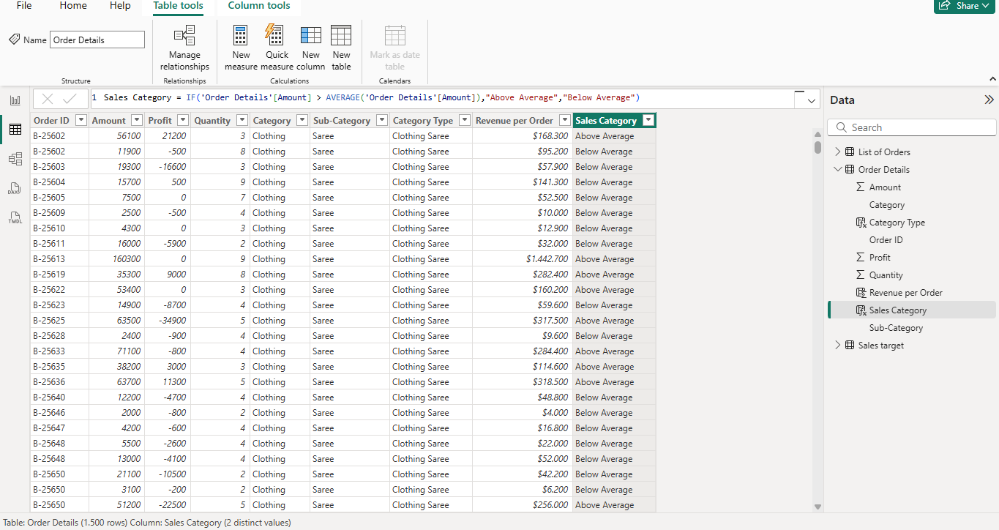 File Home Help Table tools Column tools Share
Name Order Details
Manage relationships
New measure
Quick measure
New column
New table
Mark as date table
Structure Relationships Calculations Calendars
1 Sales Category = IF('Order Details'[Amount] > AVERAGE('Order Details'[Amount]),"Above Average","Below Average")
Order ID Amount Profit Quantity Category Sub-Category Category Type Revenue per Order Sales Category
B-25602 56100 21200 3 Clothing Saree Clothing Saree $168.300 Above Average
B-25602 11900 -500 8 Clothing Saree Clothing Saree $95.200 Below Average
B-25603 19300 -16600 3 Clothing Saree Clothing Saree $57.900 Below Average
B-25604 15700 500 9 Clothing Saree Clothing Saree $141.300 Below Average
B-25605 7500 0 7 Clothing Saree Clothing Saree $52.500 Below Average
B-25609 2500 -500 4 Clothing Saree Clothing Saree $10.000 Below Average
B-25610 4300 0 3 Clothing Saree Clothing Saree $12.900 Below Average
B-25611 16000 -5900 2 Clothing Saree Clothing Saree $32.000 Below Average
B-25613 160300 0 9 Clothing Saree Clothing Saree $1.442.700 Above Average
B-25619 35300 9000 8 Clothing Saree Clothing Saree $282.400 Above Average
B-25622 53400 0 3 Clothing Saree Clothing Saree $160.200 Above Average
B-25623 14900 -8700 4 Clothing Saree Clothing Saree $59.600 Below Average
B-25625 63500 -34900 5 Clothing Saree Clothing Saree $317.500 Above Average
B-25628 2400 -900 4 Clothing Saree Clothing Saree $9.600 Below Average
B-25633 71100 -800 4 Clothing Saree Clothing Saree $284.400 Above Average
B-25635 38200 3000 3 Clothing Saree Clothing Saree $114.600 Above Average
B-25636 63700 11300 5 Clothing Saree Clothing Saree $318.500 Above Average
B-25640 12200 -4700 4 Clothing Saree Clothing Saree $48.800 Below Average
B-25646 2000 -800 2 Clothing Saree Clothing Saree $4.000 Below Average
B-25647 4200 -600 4 Clothing Saree Clothing Saree $16.800 Below Average
B-25648 5500 -2600 4 Clothing Saree Clothing Saree $22.000 Below Average
B-25648 13000 -4100 4 Clothing Saree Clothing Saree $52.000 Below Average
B-25650 21100 -10500 2 Clothing Saree Clothing Saree $42.200 Below Average
B-25650 3100 -200 2 Clothing Saree Clothing Saree $6.200 Below Average
B-25650 51200 -22500 5 Clothing Saree Clothing Saree $256.000 Above Average
DAX
TMDL
Data
Search
List of Orders
Order Details
Amount
Category
Category Type
Order ID
Profit
Quantity
Revenue per Order
Sales Category
Sub-Category
Sales target
Table: Order Details (1.500 rows) Column: Sales Category (2 distinct values)